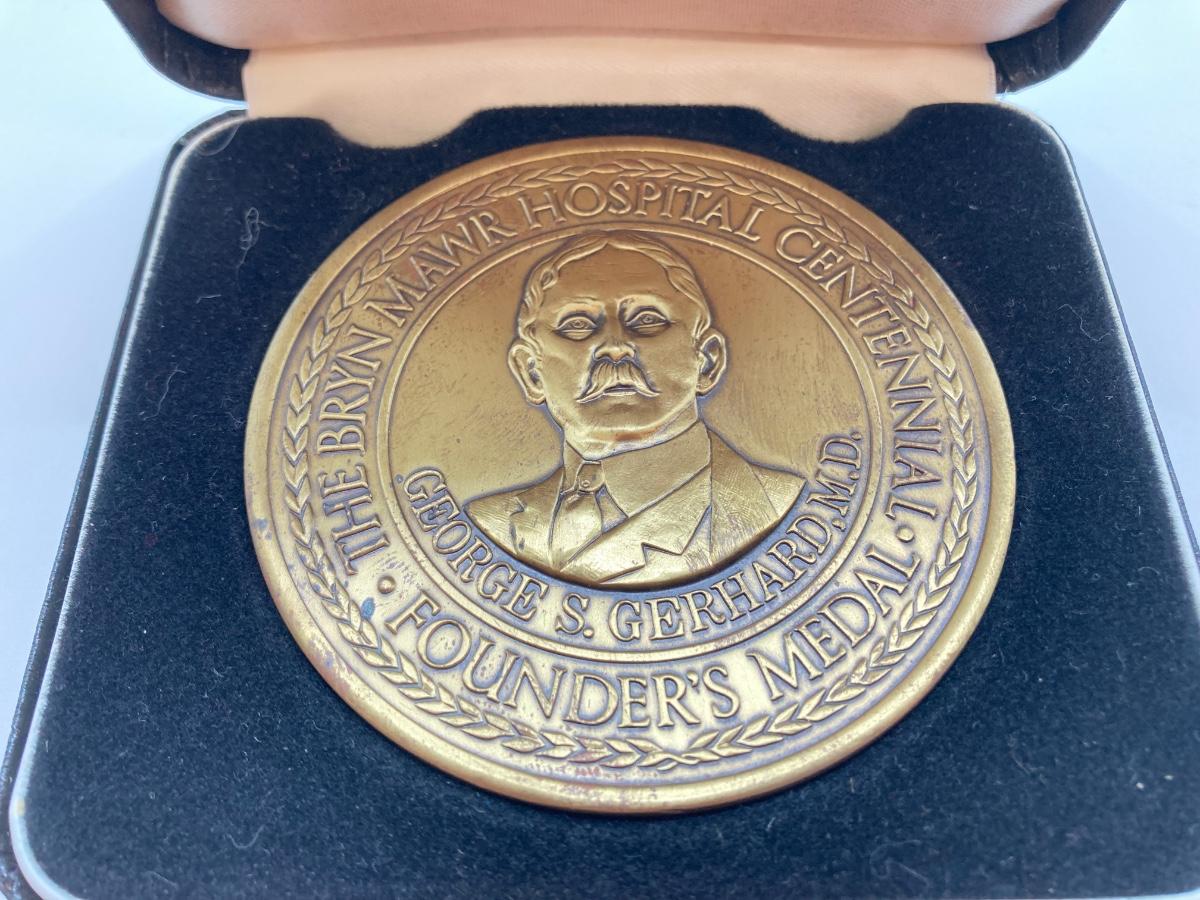 THE BRYN MAWR HOSPITAL CENTENNIAL
• FOUNDER'S MEDAL •
GEORGE S. GERHARD, M.D.